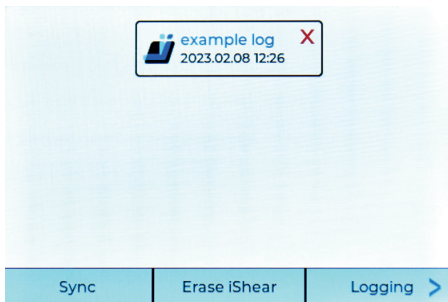 example log
X
2023.02.08 12:26
Sync
Erase iShear
Logging >